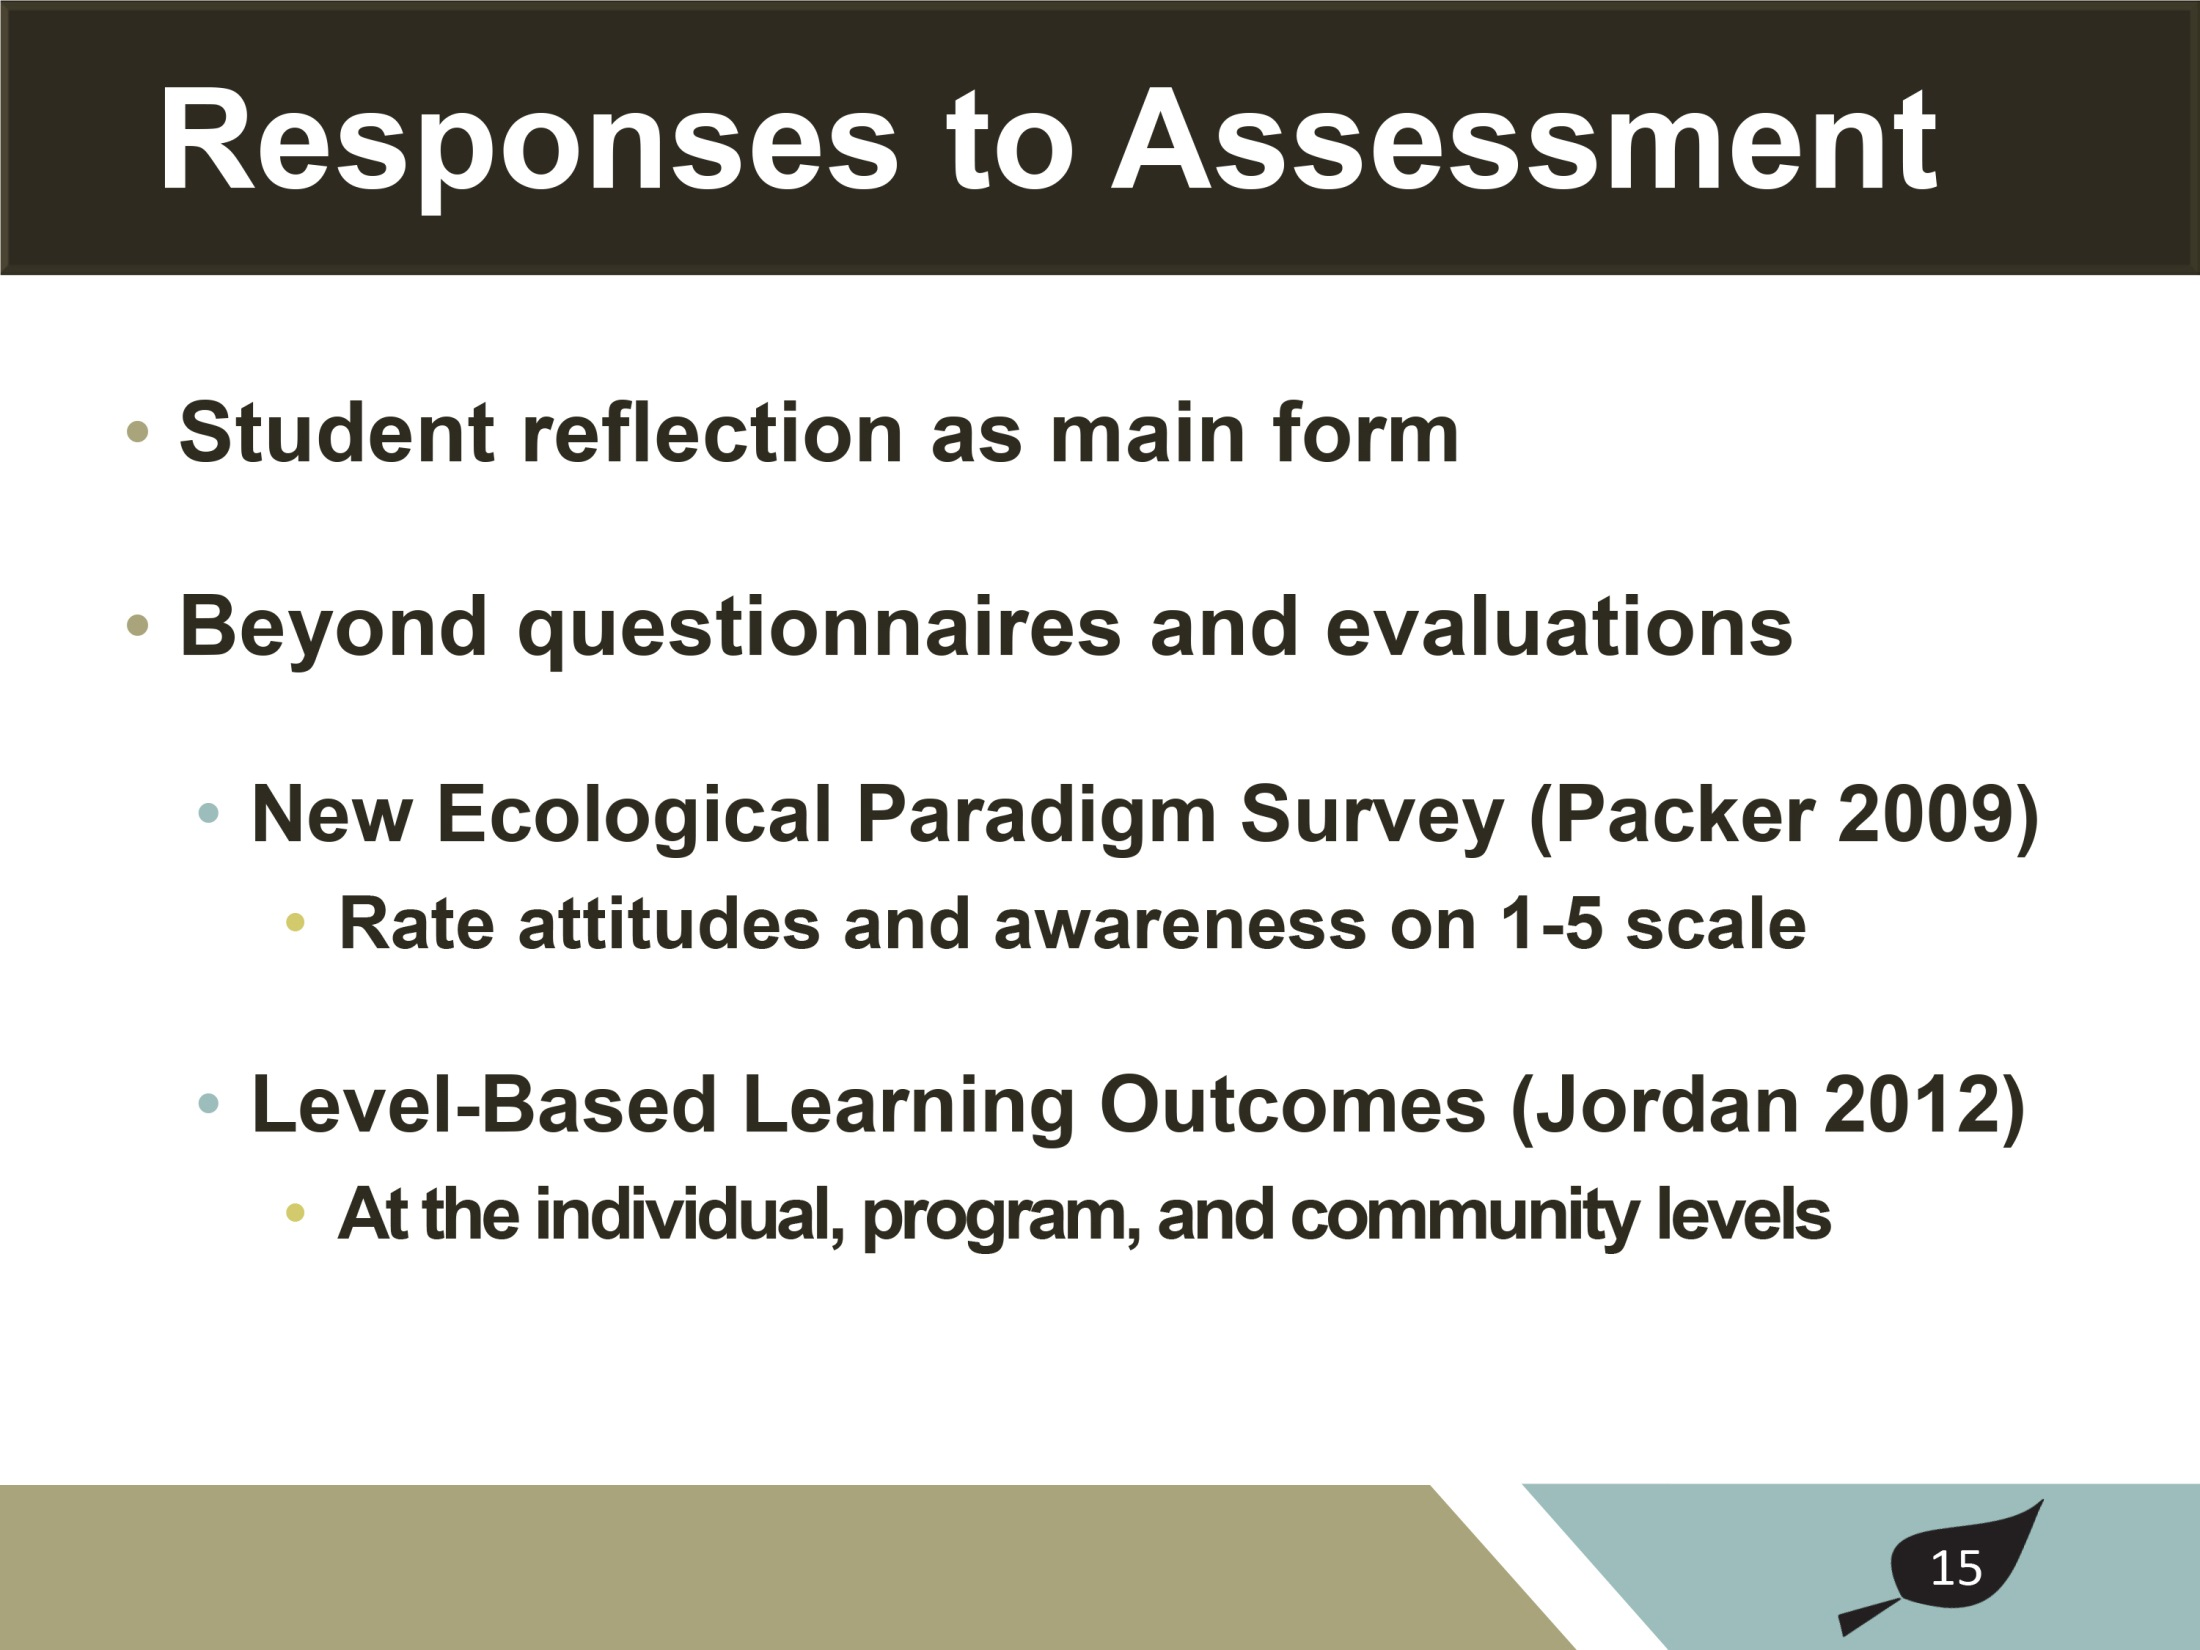 Responses to Assessment
• Student reflection as main form
• Beyond questionnaires and evaluations
• New Ecological Paradigm Survey (Packer 2009)
• Rate attitudes and awareness on 1-5 scale
• Level-Based Learning Outcomes (Jordan 2012)
• At the individual, program, and community levels
15